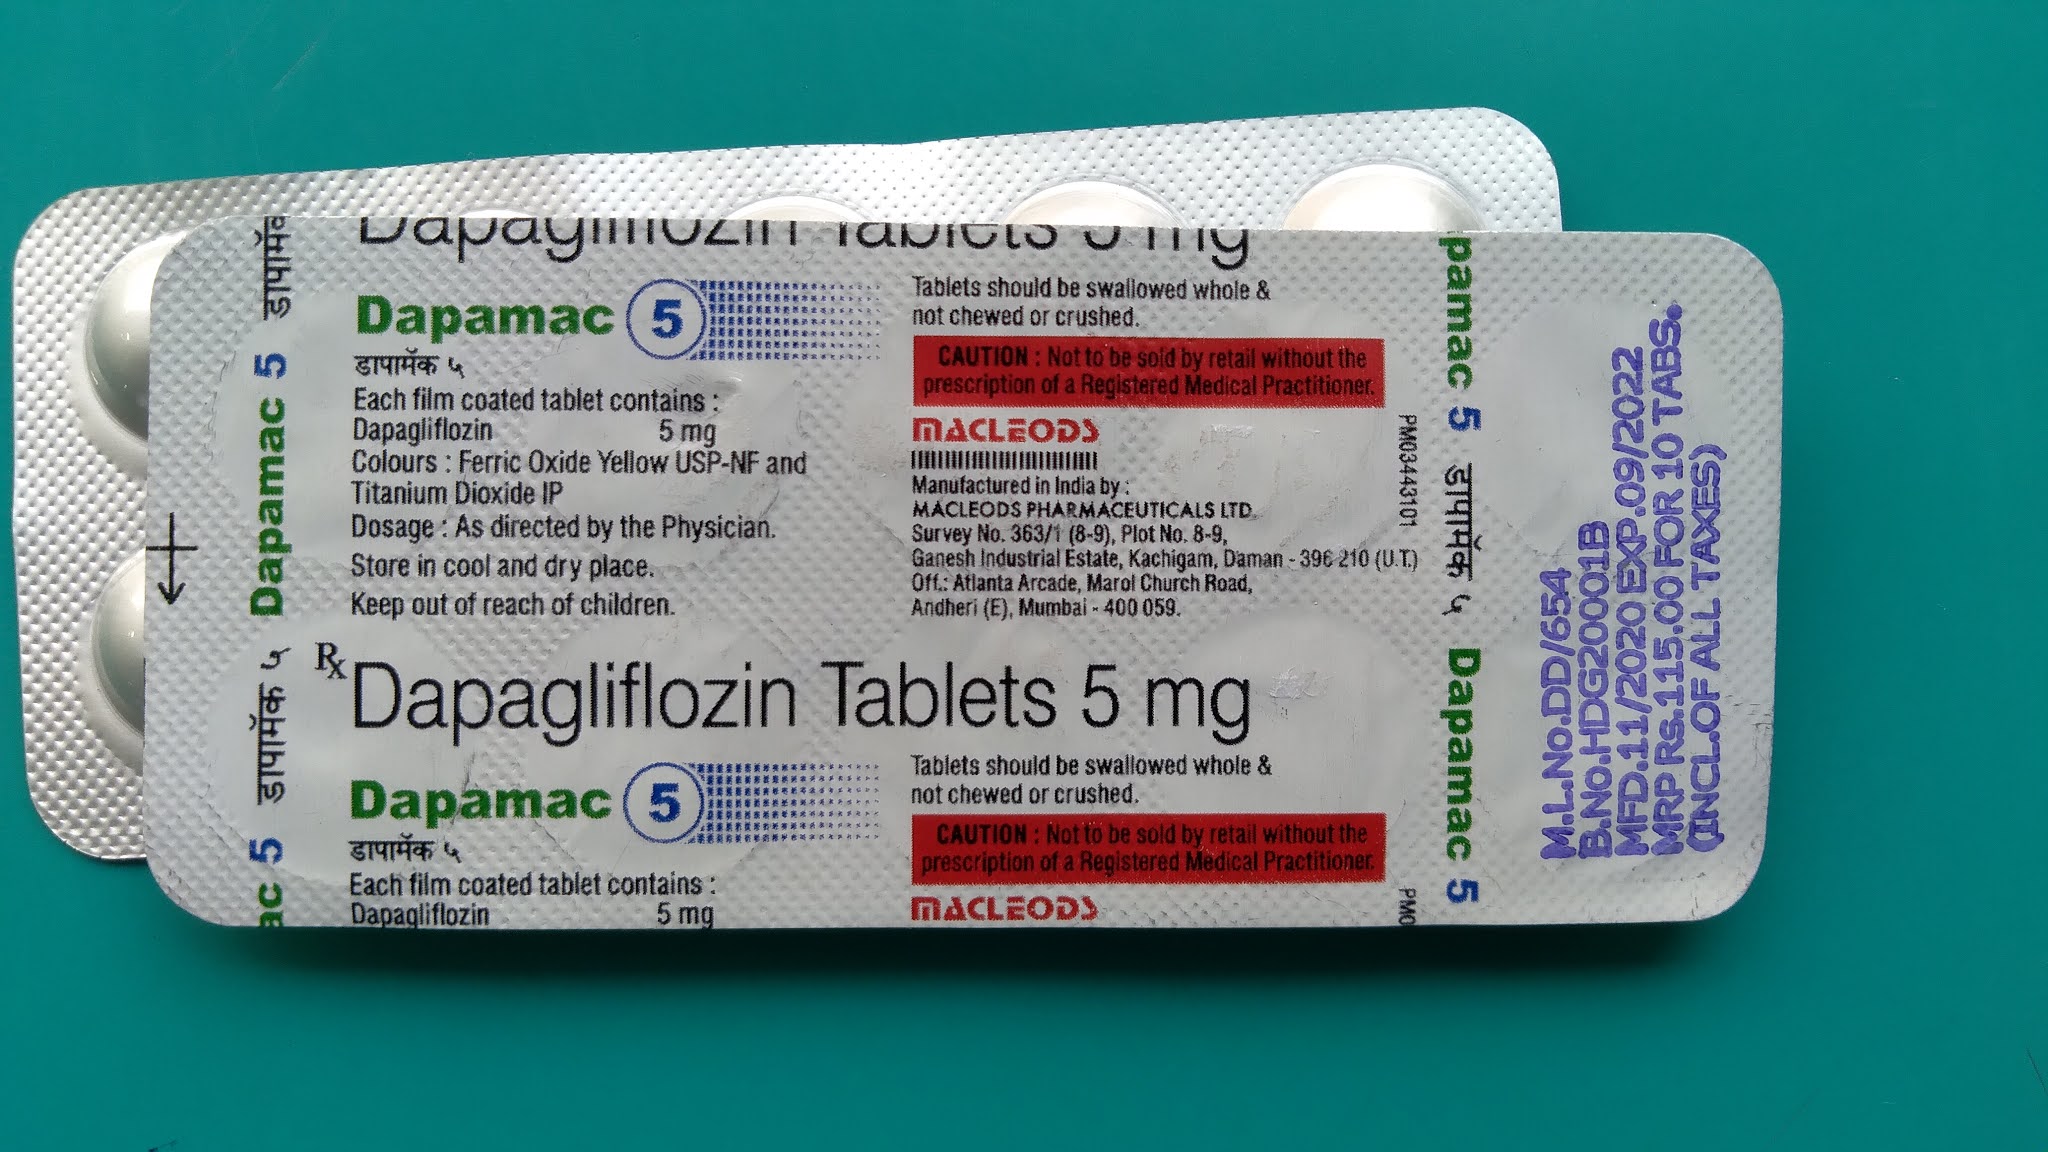 Dapagliflozin Tablets 5 mg
Dapamac 5
डापामॅक ५
Each film coated tablet contains :
Dapagliflozin 5 mg
Colours : Ferric Oxide Yellow USP-NF and
Titanium Dioxide IP
Dosage : As directed by the Physician.
Store in cool and dry place.
Keep out of reach of children.
Tablets should be swallowed whole &
not chewed or crushed.
CAUTION : Not to be sold by retail without the
prescription of a Registered Medical Practitioner.
MACLEODS
Manufactured in India by :
MACLEODS PHARMACEUTICALS LTD.
Survey No. 363/1 (8-9), Plot No. 8-9,
Ganesh Industrial Estate, Kachigam, Daman - 396 210 (U.T.)
Off.: Atlanta Arcade, Marol Church Road,
Andheri (E), Mumbai - 400 059.
PM03443101
Rx Dapagliflozin Tablets 5 mg
Dapamac 5
डापामॅक ५
Each film coated tablet contains :
Dapagliflozin 5 mg
Tablets should be swallowed whole &
not chewed or crushed.
CAUTION : Not to be sold by retail without the
prescription of a Registered Medical Practitioner.
MACLEODS
PM0
ac 5 डापामॅक ५ Dapamac 5 डापामॅक
pamac 5 डापामॅक ५ Dapamac 5
M.L.No.DD/654
B.No.HDG20001B
MFD.11/2020 EXP.09/2022
MRP Rs.115.00 FOR 10 TABS.
(INCL.OF ALL TAXES)